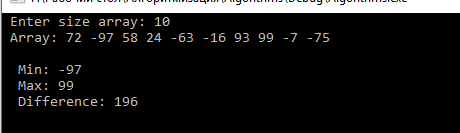 Enter size array: 10
Array: 72 -97 58 24 -63 -16 93 99 -7 -75
Min: -97
Max: 99
Difference: 196